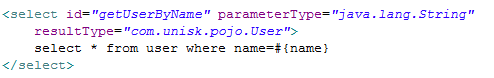 <select id="getUserByName" parameterType="java.lang.String"
resultType="com.unisk.pojo.User">
select * from user where name=#{name}
</select>